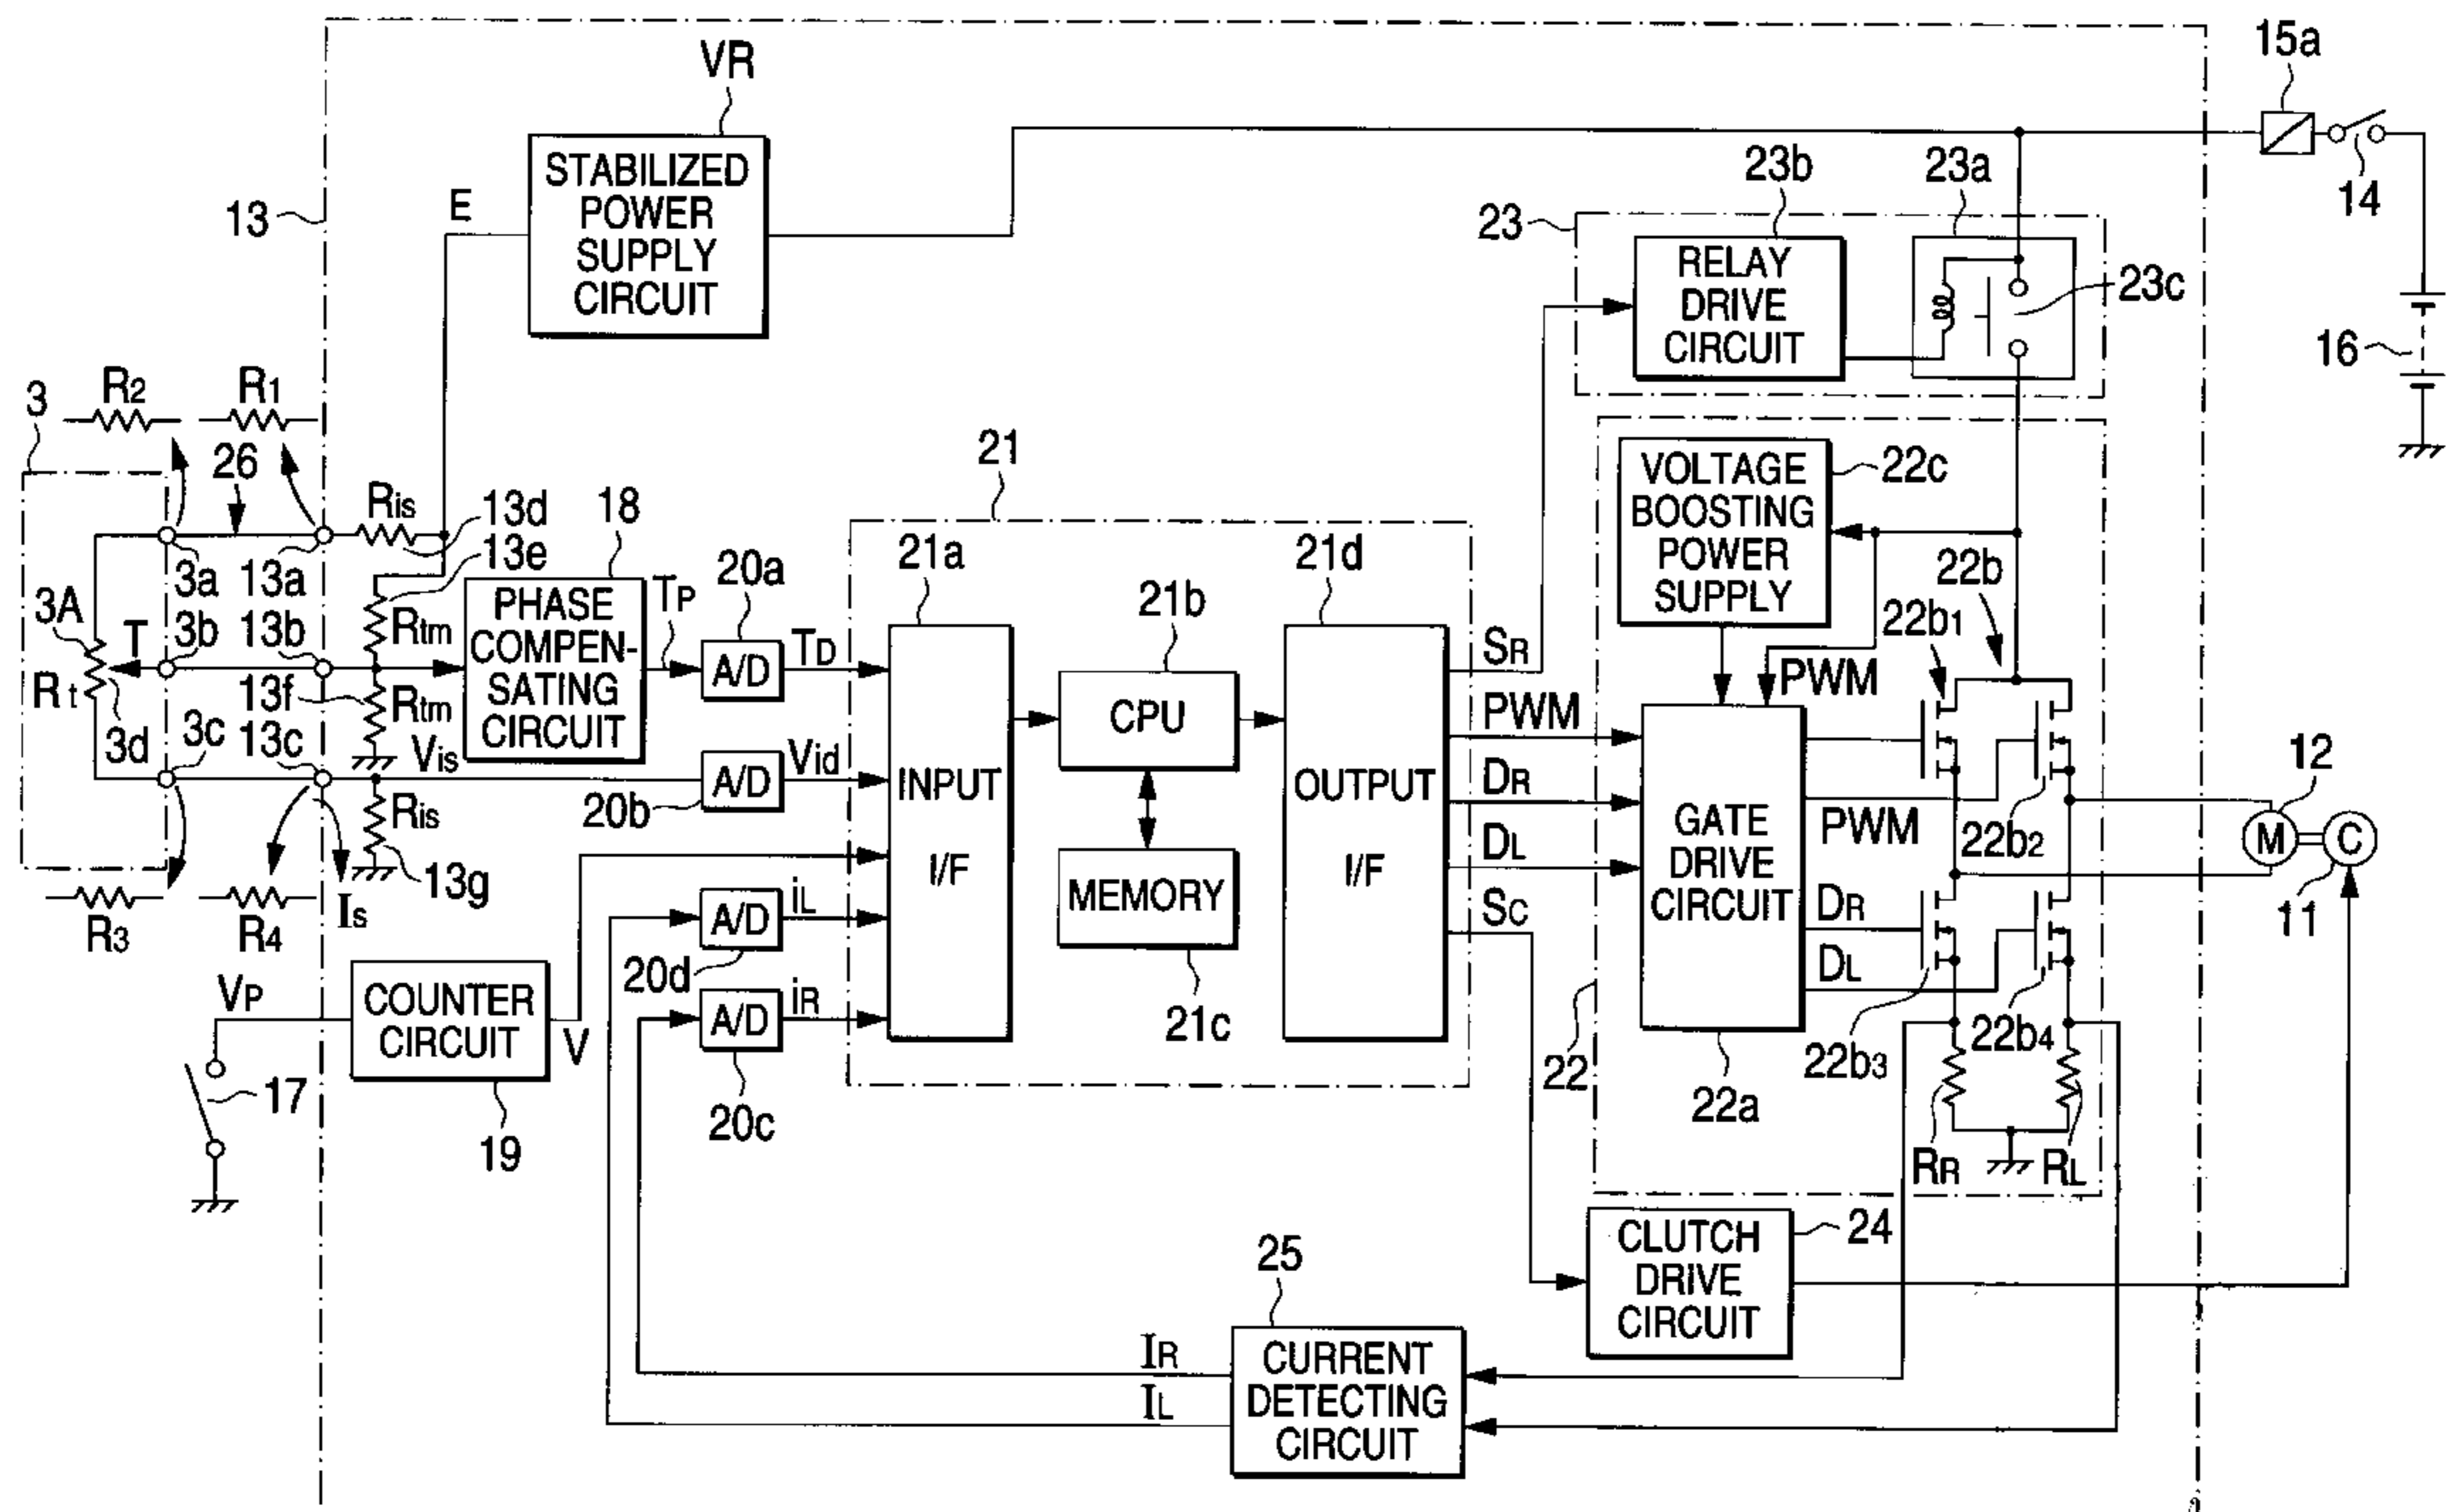 VR
15a
STABILIZED
POWER
SUPPLY
CIRCUIT
E
13
14
16
23
23b
23a
23c
RELAY
DRIVE
CIRCUIT
R2
R1
3
26
Ris
13d
13e
3a
13a
3A
T
3b
13b
Rtm
Rt
13f
Rtm
3d
3c
13c
Vis
Ris
13g
R3
R4
Is
18
PHASE
COMPEN-
SATING
CIRCUIT
TP
20a
A/D
TD
A/D
Vid
20b
A/D
iL
20d
A/D
iR
20c
VP
COUNTER
CIRCUIT
V
17
19
21
21a
INPUT
I/F
21b
CPU
MEMORY
21c
21d
OUTPUT
I/F
SR
PWM
DR
DL
SC
VOLTAGE
BOOSTING
POWER
SUPPLY
22c
22b
22b1
PWM
GATE
DRIVE
CIRCUIT
PWM
22b2
DR
DL
22b3
22b4
22
22a
RR
RL
12
M
C
11
CLUTCH
DRIVE
CIRCUIT
24
25
CURRENT
DETECTING
CIRCUIT
IR
IL